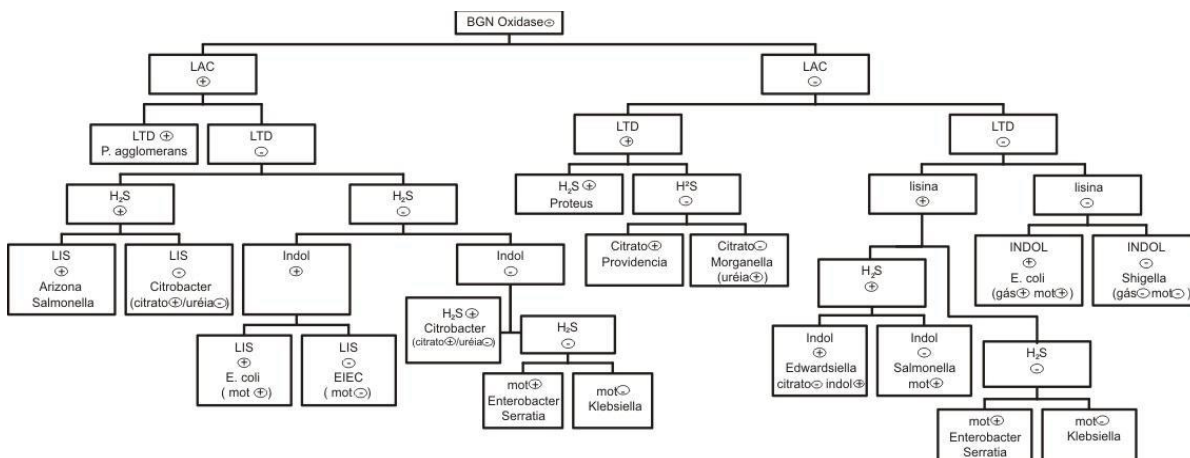 BGN Oxidase⊖
LAC
⊕
LAC
⊖
LTD ⊕
P. agglomerans
LTD
⊖
LTD
⊕
LTD
⊖
H₂S
⊕
H₂S
⊖
H₂S ⊕
Proteus
H²S
⊖
lisina
⊕
lisina
⊖
LIS
⊕
Arizona
Salmonella
LIS
⊖
Citrobacter
(citrato⊕/uréia⊖)
Indol
⊕
Indol
⊖
Citrato⊕
Providencia
Citrato⊖
Morganella
(uréia⊕)
H₂S
⊕
INDOL
⊕
E. coli
(gás⊕ mot⊕)
INDOL
⊖
Shigella
(gás⊖mot⊖)
LIS
⊕
E. coli
( mot ⊕)
LIS
⊖
EIEC
( mot⊖)
H₂S ⊕
Citrobacter
(citrato⊕/uréia⊖)
H₂S
⊖
Indol
⊕
Edwardsiella
citrato⊖ indol⊕
Indol
⊖
Salmonella
mot⊕
H₂S
⊖
mot⊕
Enterobacter
Serratia
mot⊖
Klebsiella
mot⊕
Enterobacter
Serratia
mot⊖
Klebsiella